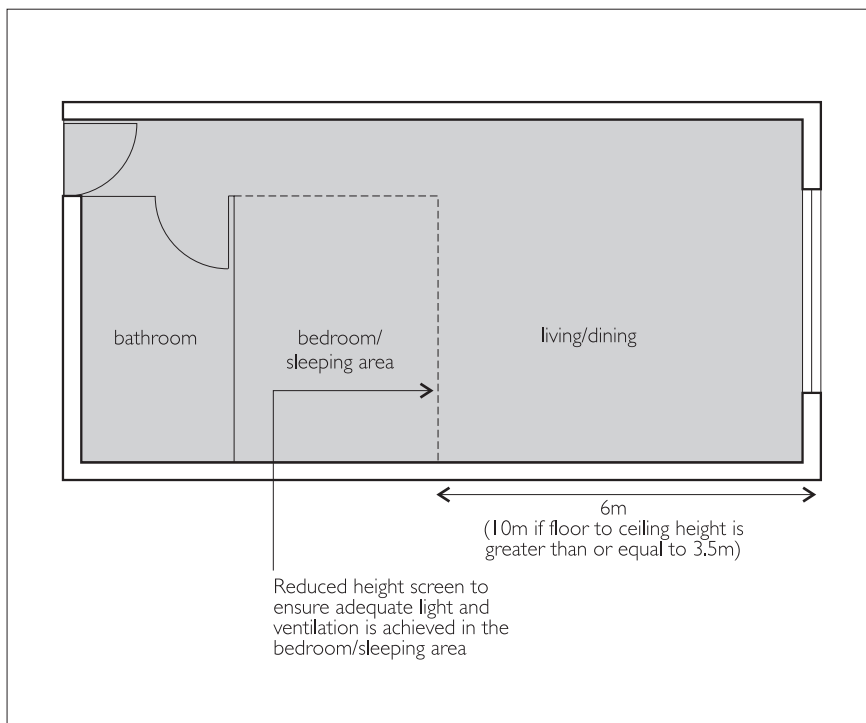 bathroom
bedroom/
sleeping area
living/dining
6m
(10m if floor to ceiling height is
greater than or equal to 3.5m)
Reduced height screen to
ensure adequate light and
ventilation is achieved in the
bedroom/sleeping area